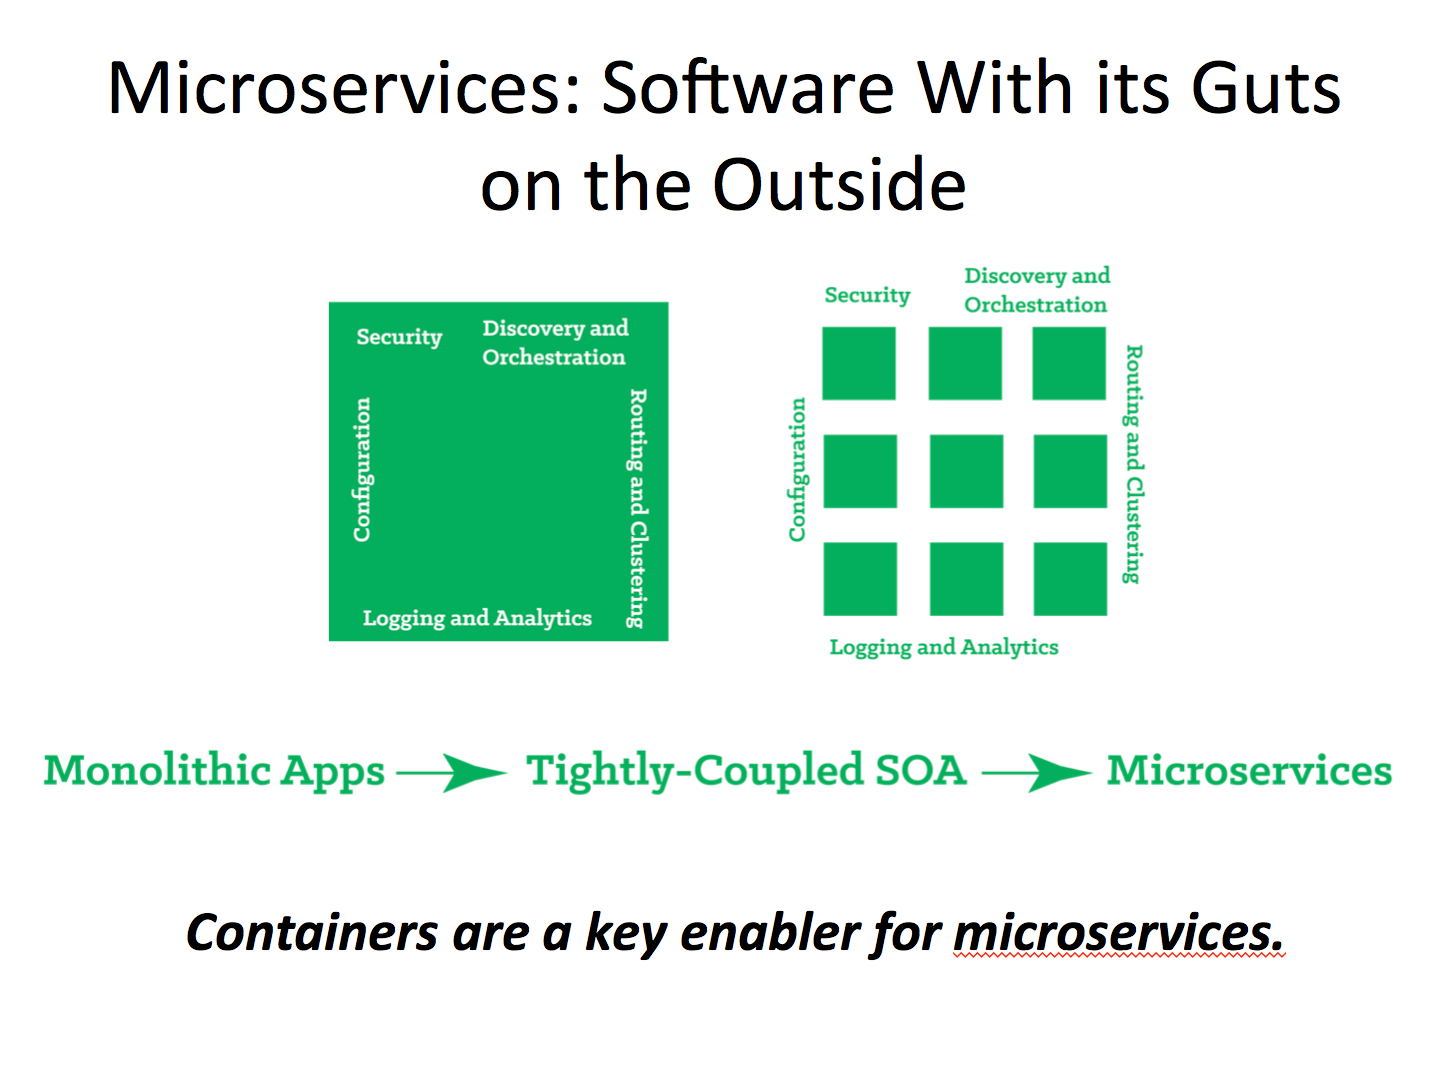 Microservices: Software With its Guts
on the Outside
Security
Discovery and
Orchestration
Configuration
Routing and Clustering
Logging and Analytics
Security
Discovery and
Orchestration
Configuration
Routing and Clustering
Logging and Analytics
Monolithic Apps
Tightly-Coupled SOA
Microservices
Containers are a key enabler for microservices.